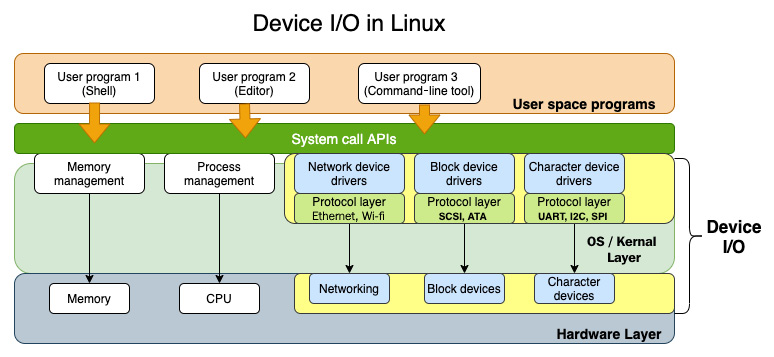 Device I/O in Linux
User program 1
(Shell)
User program 2
(Editor)
User program 3
(Command-line tool)
User space programs
System call APIs
Memory
management
Process
management
Network device
drivers
Block device
drivers
Character device
drivers
Protocol layer
Ethernet, Wi-fi
Protocol layer
SCSI, ATA
Protocol layer
UART, I2C, SPI
Device
I/O
OS / Kernal
Layer
Memory
CPU
Networking
Block devices
Character
devices
Hardware Layer